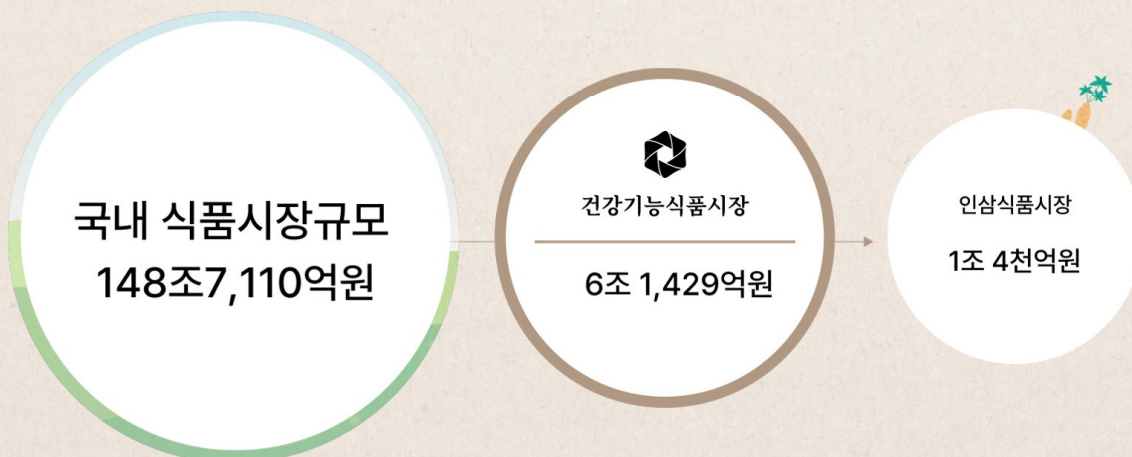 국내 식품시장규모
148조7,110억원
건강기능식품시장
6조 1,429억원
인삼식품시장
1조 4천억원